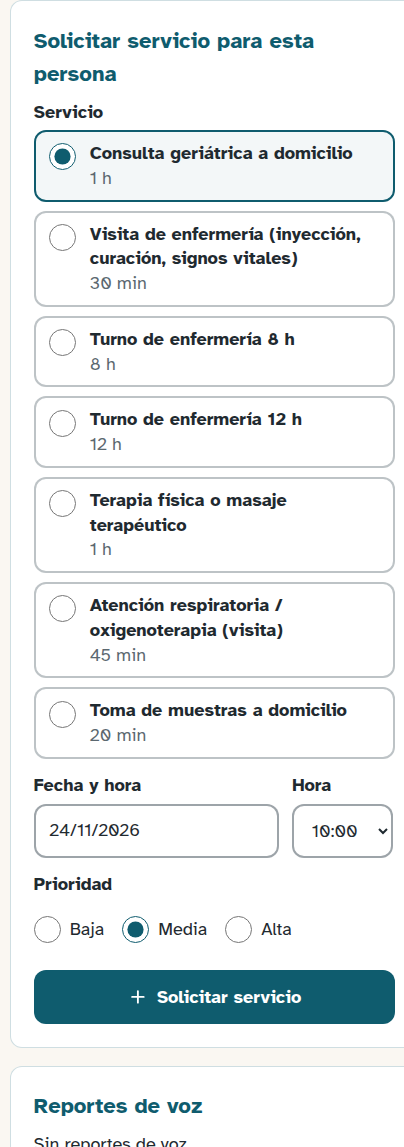 Solicitar servicio para esta
persona
Servicio
Consulta geriátrica a domicilio
1 h
Visita de enfermería (inyección,
curación, signos vitales)
30 min
Turno de enfermería 8 h
8 h
Turno de enfermería 12 h
12 h
Terapia física o masaje
terapéutico
1 h
Atención respiratoria /
oxigenoterapia (visita)
45 min
Toma de muestras a domicilio
20 min
Fecha y hora Hora
24/11/2026 10:00
Prioridad
Baja Media Alta
+ Solicitar servicio
Reportes de voz
Sin reportes de voz